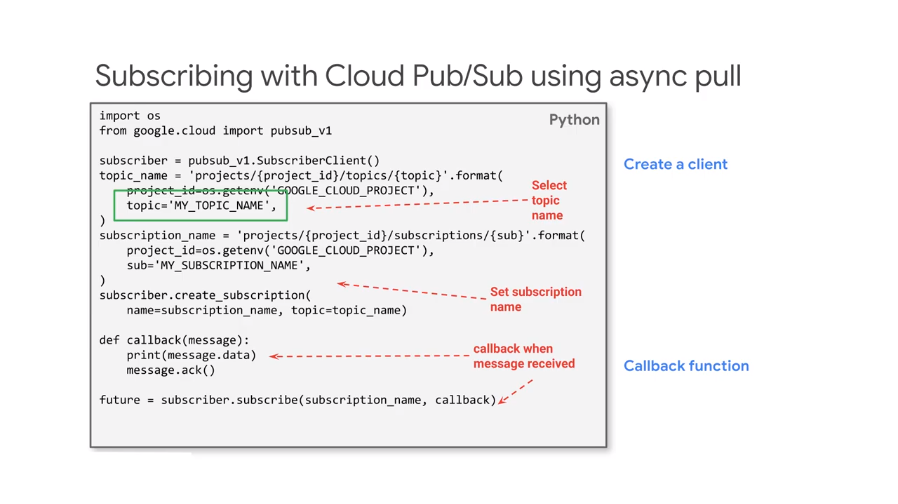 Subscribing with Cloud Pub/Sub using async pull
Python
import os
from google.cloud import pubsub_v1
subscriber = pubsub_v1.SubscriberClient()
topic_name = 'projects/{project_id}/topics/{topic}'.format(
project_id=os.getenv('GOOGLE_CLOUD_PROJECT'),
topic='MY_TOPIC_NAME',
)
subscription_name = 'projects/{project_id}/subscriptions/{sub}'.format(
project_id=os.getenv('GOOGLE_CLOUD_PROJECT'),
sub='MY_SUBSCRIPTION_NAME',
)
subscriber.create_subscription(
name=subscription_name, topic=topic_name)
def callback(message):
print(message.data)
message.ack()
future = subscriber.subscribe(subscription_name, callback)
Select
topic
name
Set subscription
name
callback when
message received
Create a client
Callback function